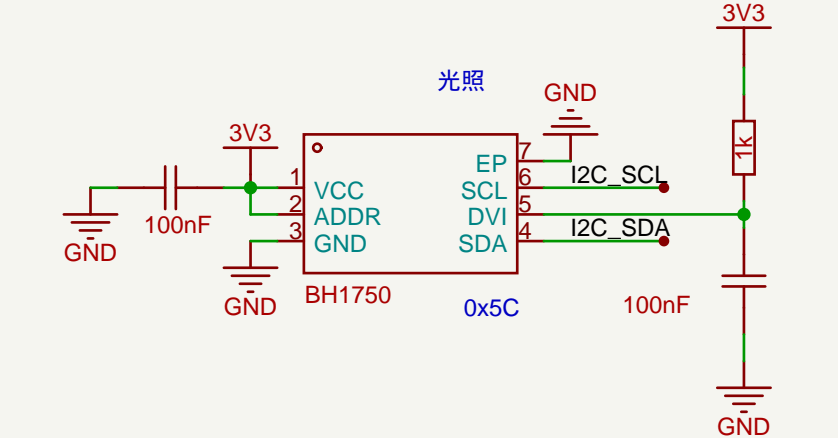 3V3
光照
GND
3V3
1k
1
VCC
EP
7
I2C_SCL
2
ADDR
SCL
6
100nF
3
GND
DVI
5
I2C_SDA
SDA
4
GND
GND
BH1750
0x5C
100nF
GND